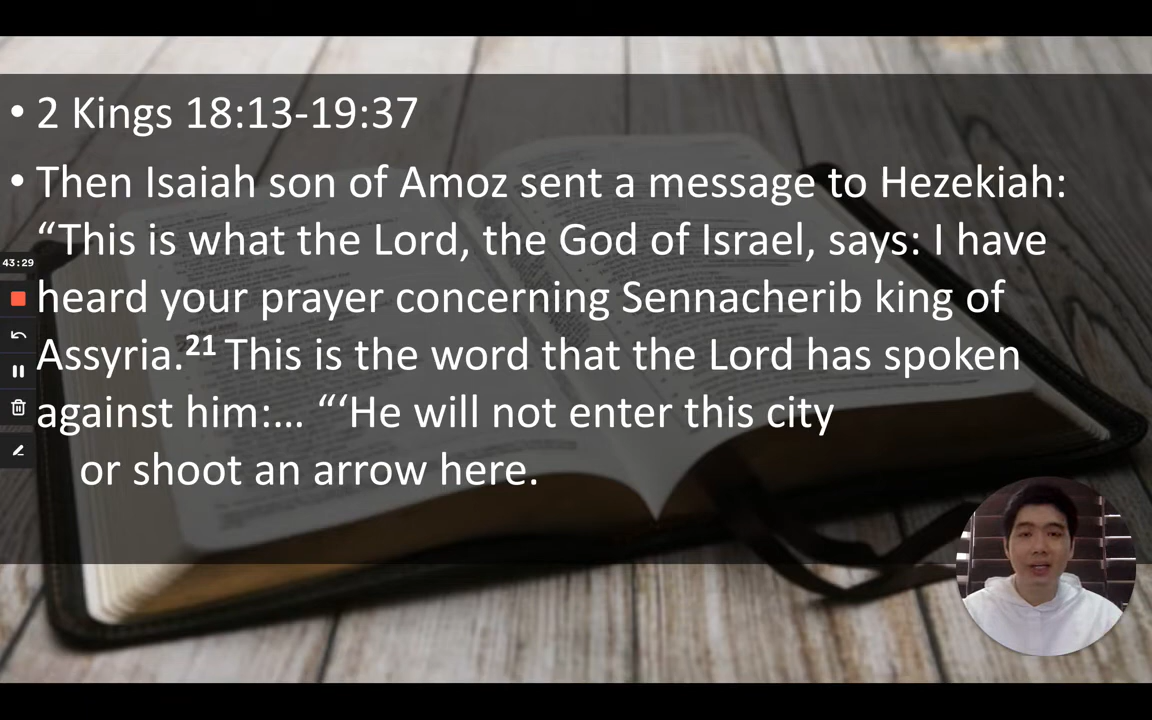 • 2 Kings 18:13-19:37
• Then Isaiah son of Amoz sent a message to Hezekiah:
“This is what the Lord, the God of Israel, says: I have
heard your prayer concerning Sennacherib king of
Assyria.21 This is the word that the Lord has spoken
against him:... “‘He will not enter this city
or shoot an arrow here.
43:29